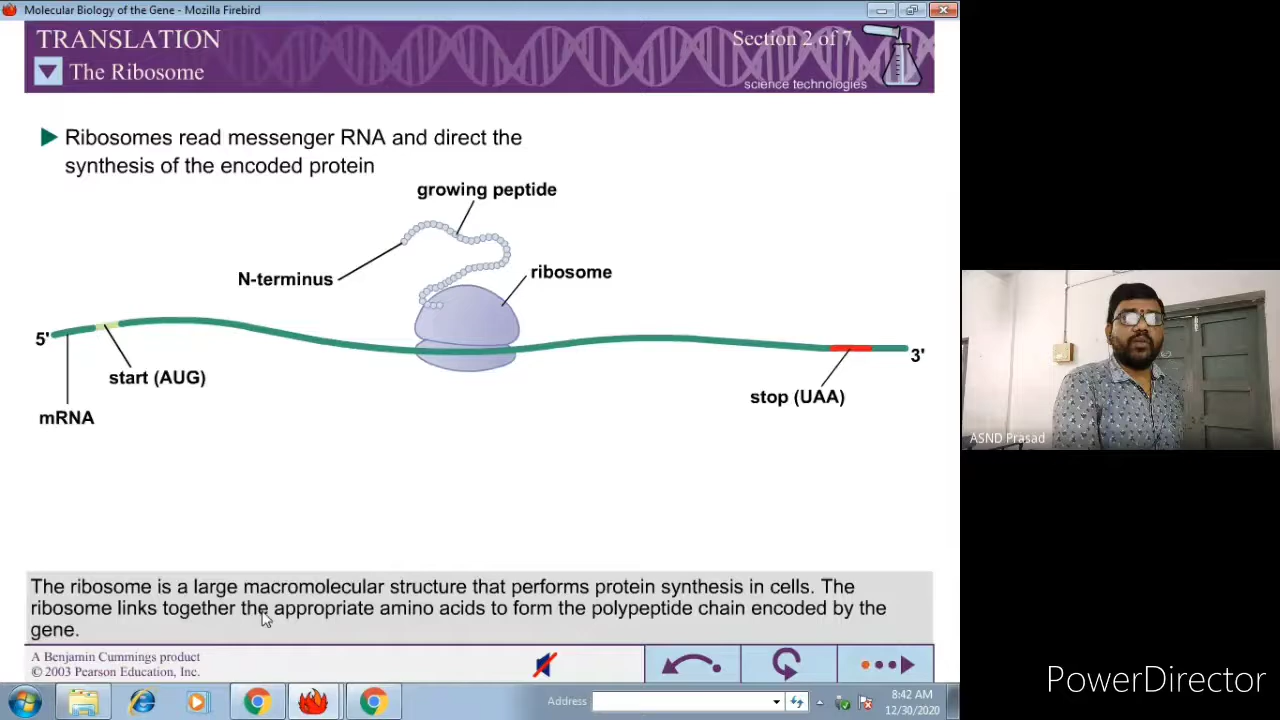 Molecular Biology of the Gene - Mozilla Firebird
TRANSLATION
Section 2 of 7
The Ribosome
science technologies
Ribosomes read messenger RNA and direct the
synthesis of the encoded protein
growing peptide
N-terminus
ribosome
5'
3'
start (AUG)
stop (UAA)
mRNA
ASND Prasad
The ribosome is a large macromolecular structure that performs protein synthesis in cells. The
ribosome links together the appropriate amino acids to form the polypeptide chain encoded by the
gene.
A Benjamin Cummings product
© 2003 Pearson Education, Inc.
PowerDirector
Address
8:42 AM
12/30/2020